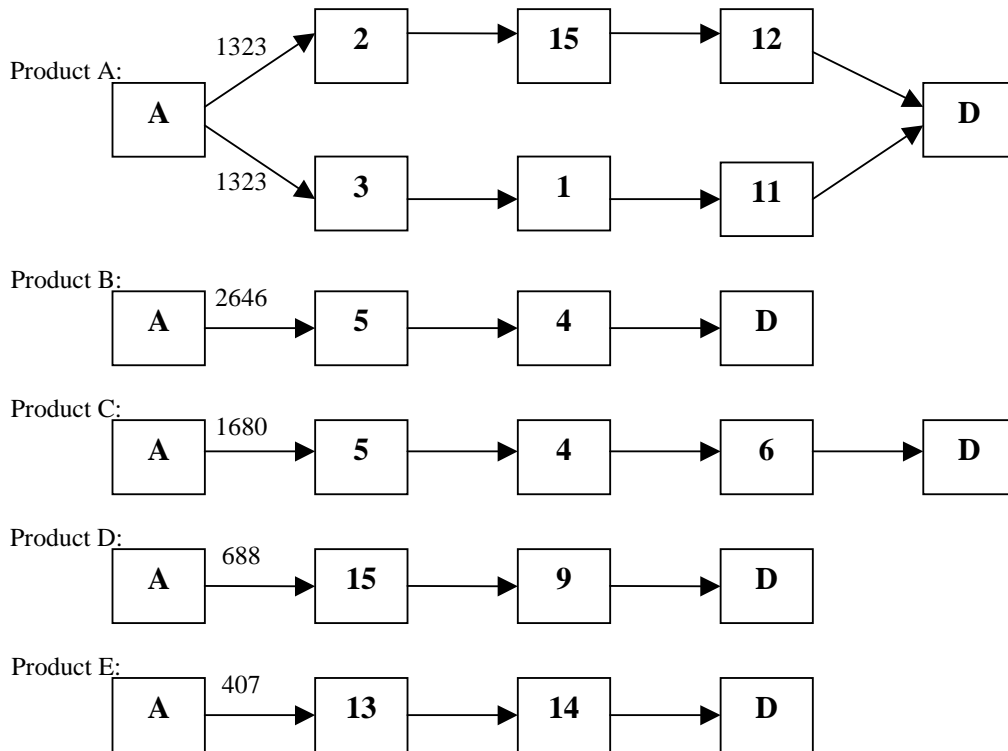 1323
2
15
12
Product A:
A
D
1323
3
1
11
Product B:
A
2646
5
4
D
Product C:
A
1680
5
4
6
D
Product D:
A
688
15
9
D
Product E:
A
407
13
14
D